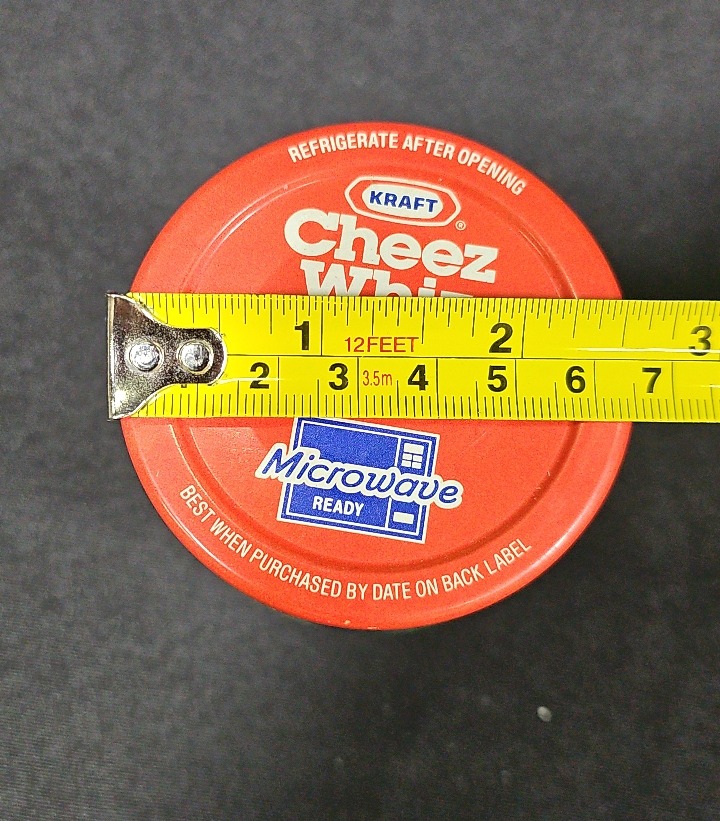 REFRIGERATE AFTER OPENING
KRAFT
®
Cheez
Whiz
1 2 3
12FEET
2 3 3.5m 4 5 6 7
Microwave
READY
BEST WHEN PURCHASED BY DATE ON BACK LABEL